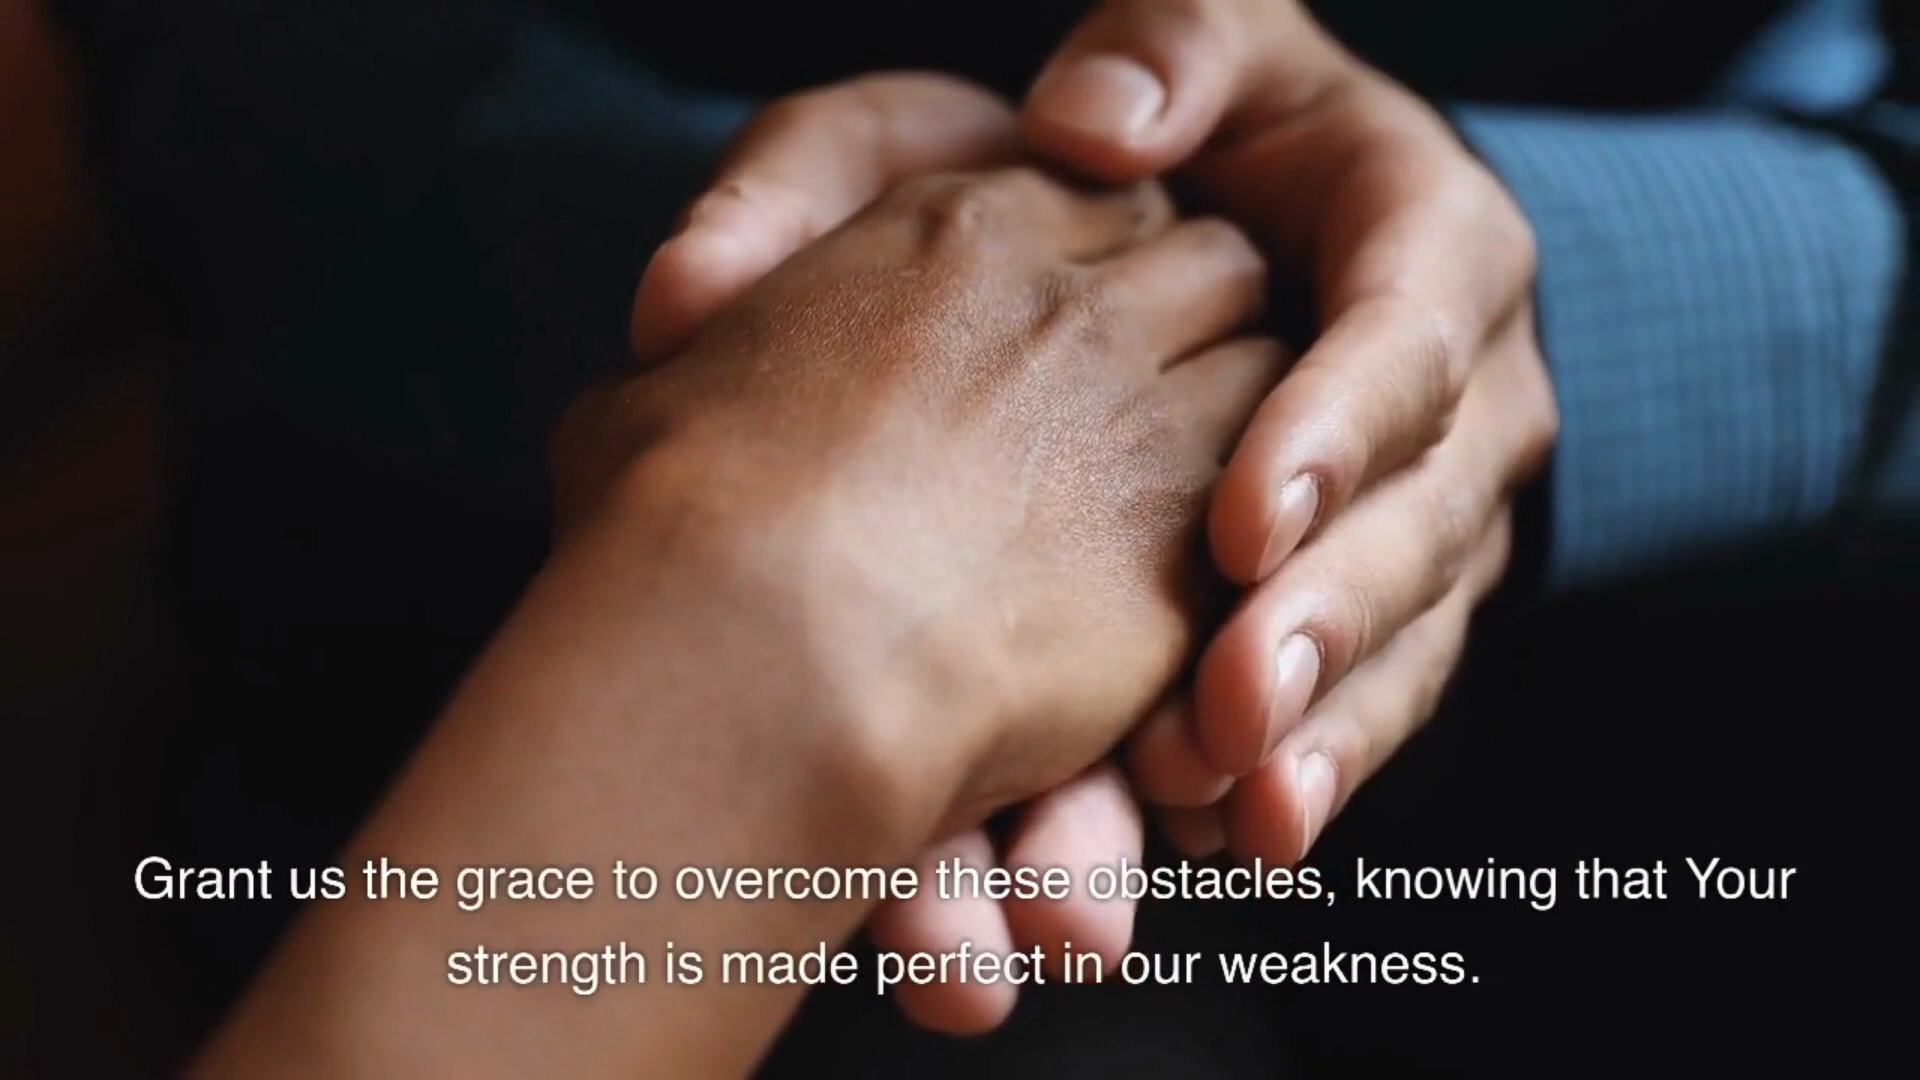 Grant us the grace to overcome these obstacles, knowing that Your
strength is made perfect in our weakness.